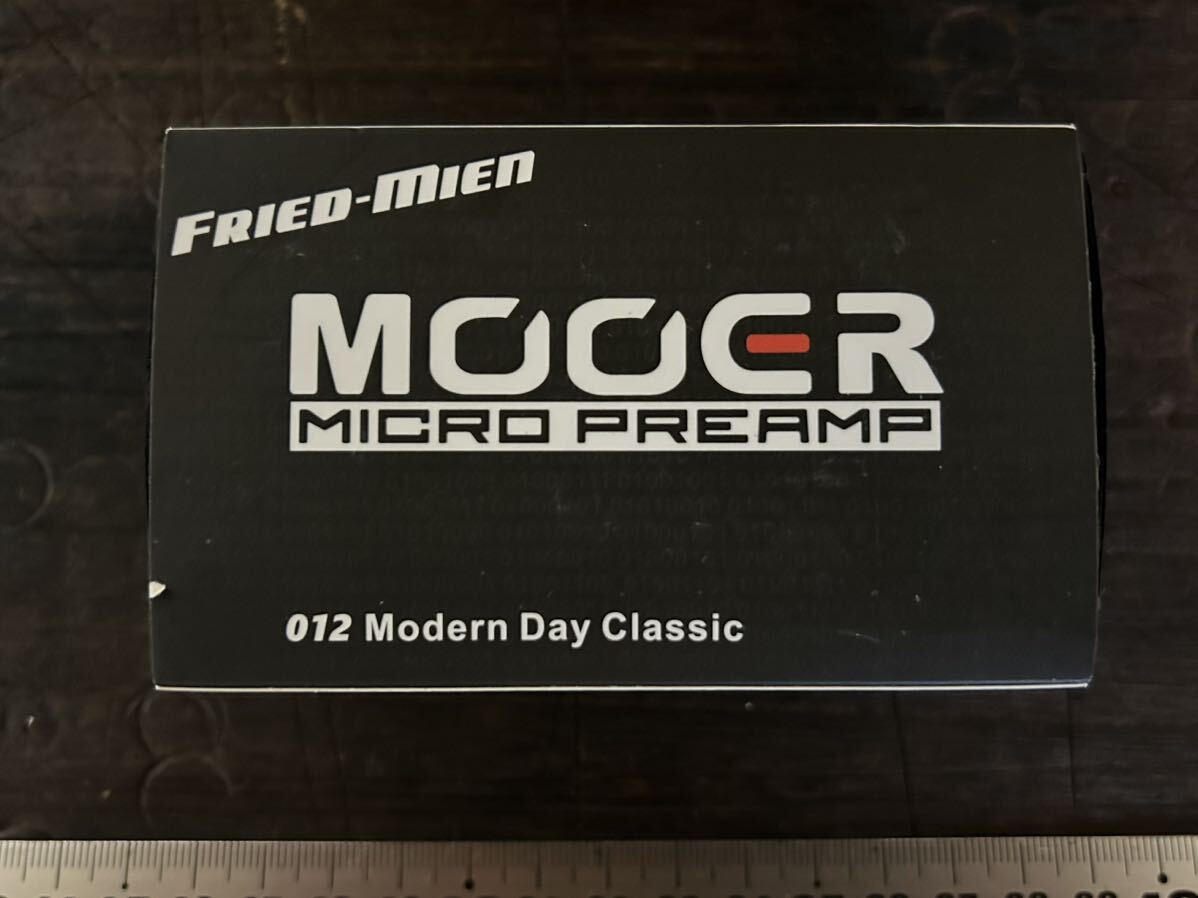 FRIED-MIEN
MOOER
MICRO PREAMP
012 Modern Day Classic